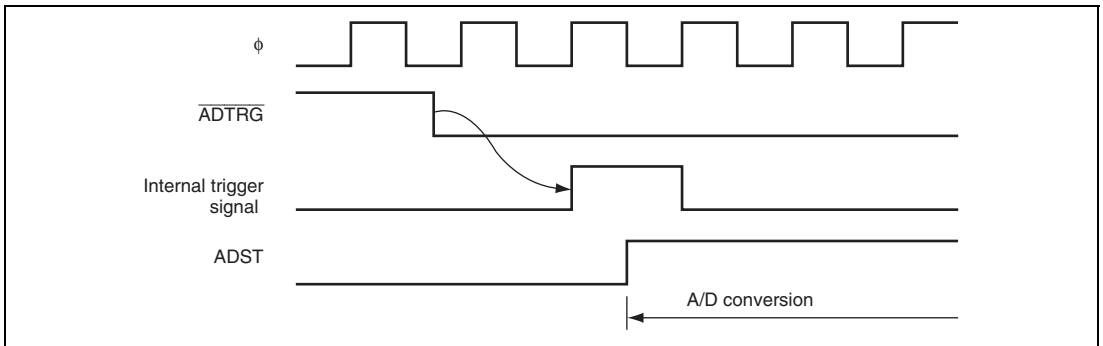 ϕ
ADTRG
Internal trigger
signal
ADST
A/D conversion